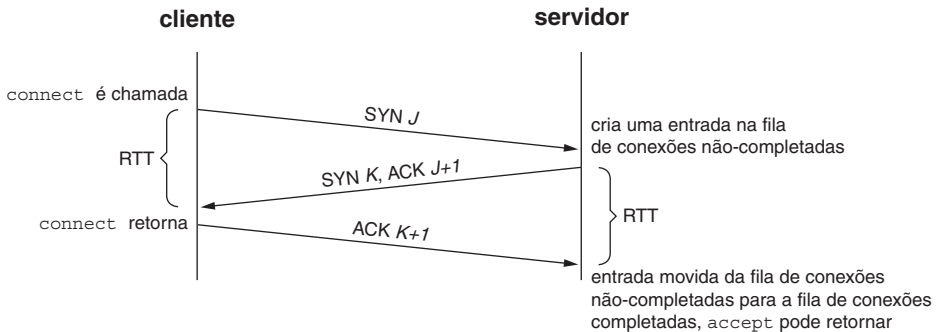 cliente
servidor
connect é chamada
SYN J
cria uma entrada na fila
de conexões não-completadas
RTT
SYN K, ACK J+1
RTT
connect retorna
ACK K+1
entrada movida da fila de conexões
não-completadas para a fila de conexões
completadas, accept pode retornar